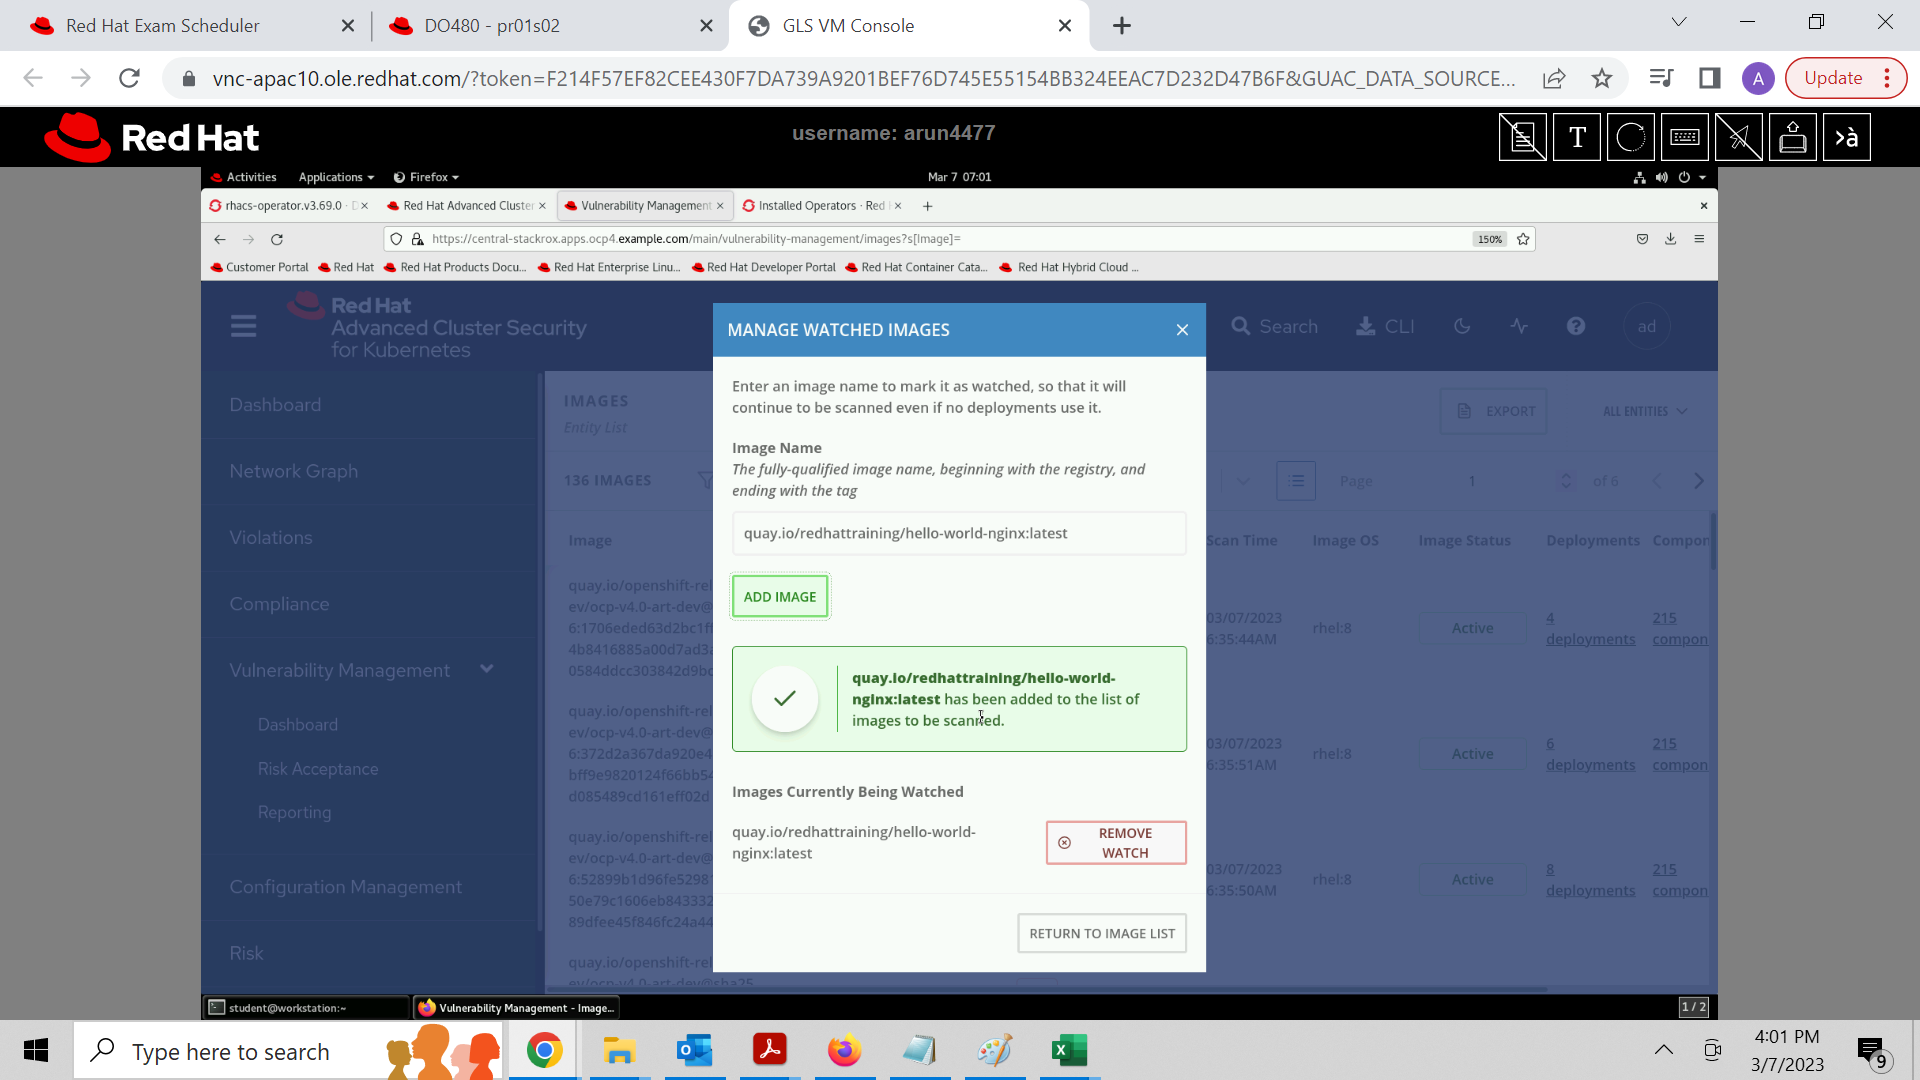 Red Hat Exam Scheduler
DO480 - pr01s02
GLS VM Console
vnc-apac10.ole.redhat.com/?token=F214F57EF82CEE430F7DA739A9201BEF76D745E55154BB324EEAC7D232D47B6F&GUAC_DATA_SOURCE...
A
Update
Red Hat
username: arun4477
T
>à
Activities
Applications
Firefox
Mar 7 07:01
rhacs-operator.v3.69.0 · D
Red Hat Advanced Cluster
Vulnerability Management
Installed Operators · Red
https://central-stackrox.apps.ocp4.example.com/main/vulnerability-management/images?s[Image]=
150%
Customer Portal
Red Hat
Red Hat Products Docu...
Red Hat Enterprise Linu...
Red Hat Developer Portal
Red Hat Container Cata...
Red Hat Hybrid Cloud ...
Red Hat
Advanced Cluster Security
for Kubernetes
Search
CLI
ad
Dashboard
Network Graph
Violations
Compliance
Vulnerability Management
Dashboard
Risk Acceptance
Reporting
Configuration Management
Risk
IMAGES
Entity List
EXPORT
ALL ENTITIES
136 IMAGES
Page
1
of 6
Image
Scan Time
Image OS
Image Status
Deployments
Compon
quay.io/openshift-rel
ev/ocp-v4.0-art-dev@
6:1706eded63d2bc1ff
4b8416885a00d7ad3a
0584ddcc303842d9bc
03/07/2023
6:35:44AM
rhel:8
Active
4
deployments
215
compon
quay.io/openshift-rel
ev/ocp-v4.0-art-dev@
6:372d2a367da920e4
bff9e9820124f66bb54
d085489cd161eff02d
03/07/2023
6:35:51AM
rhel:8
Active
6
deployments
215
compon
quay.io/openshift-rel
ev/ocp-v4.0-art-dev@
6:52899b1d96fe5298
50e79c1606eb843332
89dfee45f846fc24a44
03/07/2023
6:35:50AM
rhel:8
Active
8
deployments
215
compon
quay.io/openshift-rel
ev/ocp-v4.0-art-dev@sha25
MANAGE WATCHED IMAGES
Enter an image name to mark it as watched, so that it will
continue to be scanned even if no deployments use it.
Image Name
The fully-qualified image name, beginning with the registry, and
ending with the tag
quay.io/redhattraining/hello-world-nginx:latest
ADD IMAGE
quay.io/redhattraining/hello-world-
nginx:latest has been added to the list of
images to be scanned.
Images Currently Being Watched
quay.io/redhattraining/hello-world-
nginx:latest
REMOVE
WATCH
RETURN TO IMAGE LIST
student@workstation:~
Vulnerability Management - Image...
1 / 2
Type here to search
4:01 PM
3/7/2023
9